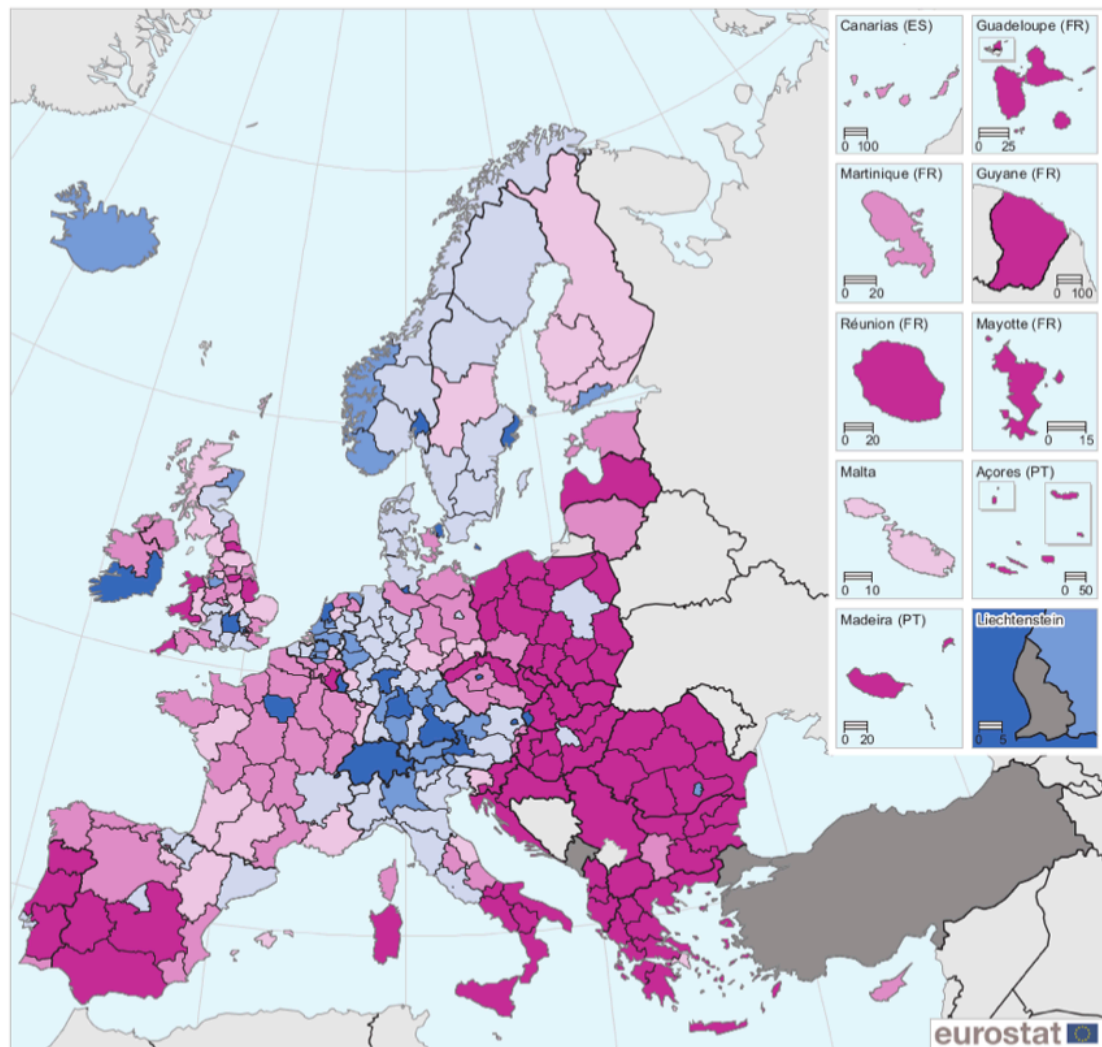 Canarias (ES)
0 100
Guadeloupe (FR)
0 25
Martinique (FR)
0 20
Guyane (FR)
0 100
Réunion (FR)
0 20
Mayotte (FR)
0 15
Malta
0 10
Açores (PT)
0 50
Madeira (PT)
0 20
Liechtenstein
0 5
eurostat